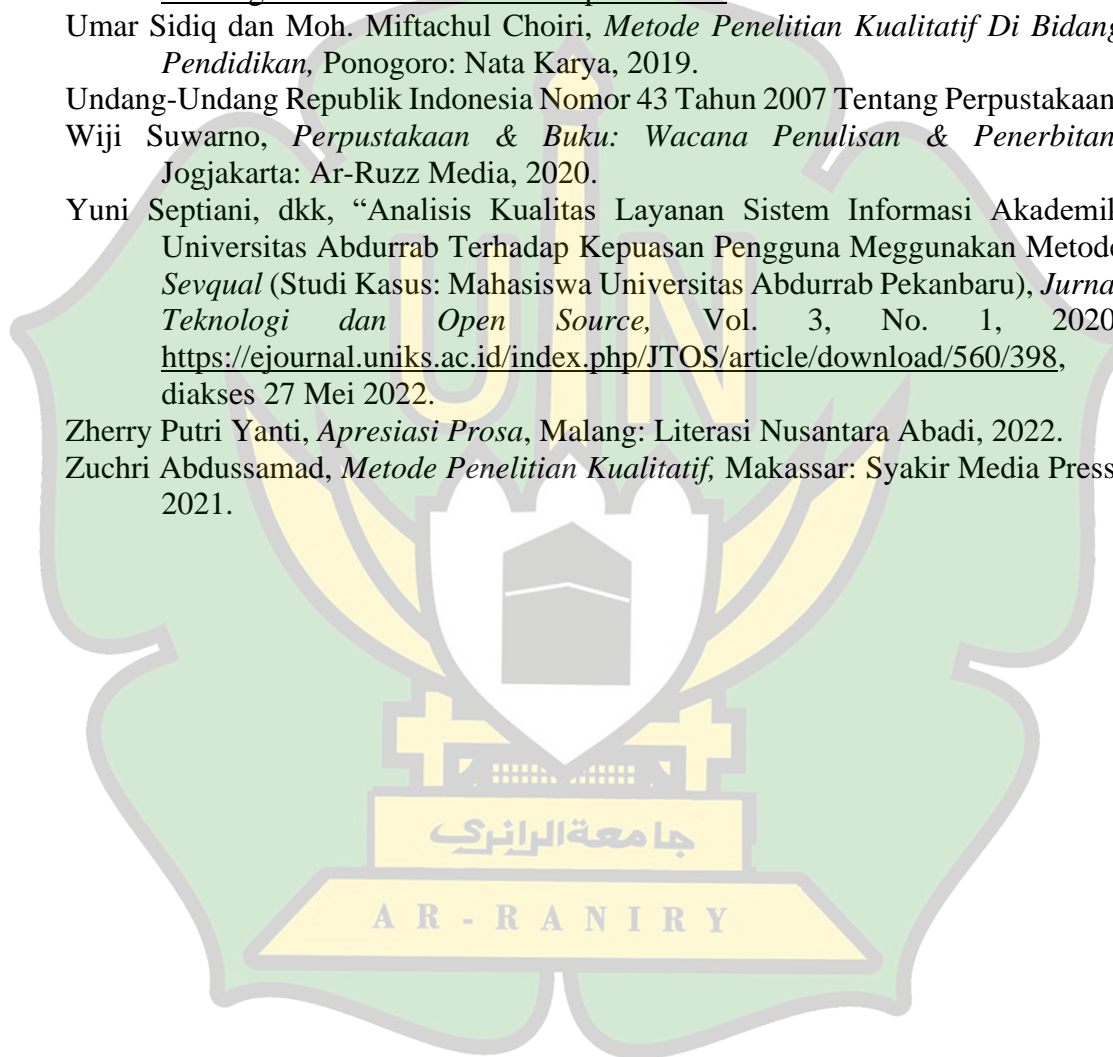 Umar Sidiq dan Moh. Miftachul Choiri, Metode Penelitian Kualitatif Di Bidang
Pendidikan, Ponogoro: Nata Karya, 2019.
Undang-Undang Republik Indonesia Nomor 43 Tahun 2007 Tentang Perpustakaan
Wiji Suwarno, Perpustakaan & Buku: Wacana Penulisan & Penerbitan
Jogjakarta: Ar-Ruzz Media, 2020.
Yuni Septiani, dkk, “Analisis Kualitas Layanan Sistem Informasi Akademik
Universitas Abdurrab Terhadap Kepuasan Pengguna Meggunakan Metode
Sevqual (Studi Kasus: Mahasiswa Universitas Abdurrab Pekanbaru), Jurnal
Teknologi dan Open Source, Vol. 3, No. 1, 2020
https://ejournal.uniks.ac.id/index.php/JTOS/article/download/560/398,
diakses 27 Mei 2022.
Zherry Putri Yanti, Apresiasi Prosa, Malang: Literasi Nusantara Abadi, 2022.
Zuchri Abdussamad, Metode Penelitian Kualitatif, Makassar: Syakir Media Press
2021.
UIN
جامعة الرانري
AR-RANIRY